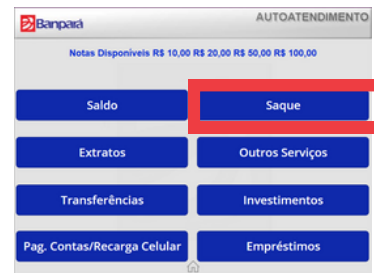 Banpará
AUTOATENDIMENTO
Notas Disponíveis R$ 10,00 R$ 20,00 R$ 50,00 R$ 100,00
Saldo
Saque
Extratos
Outros Serviços
Transferências
Investimentos
Pag. Contas/Recarga Celular
Empréstimos